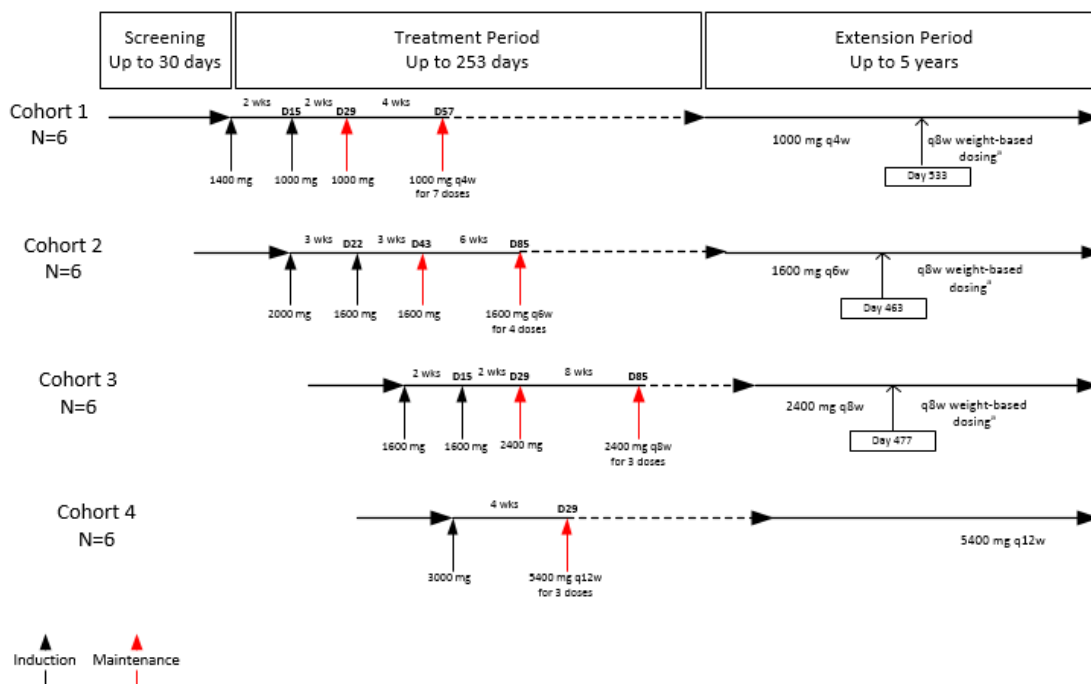 Screening
Up to 30 days
Treatment Period
Up to 253 days
Extension Period
Up to 5 years
Cohort 1
N=6
2 wks
D15
2 wks
D29
4 wks
D57
1400 mg
1000 mg
1000 mg
1000 mg q4w
for 7 doses
1000 mg q4w
q8w weight-based
dosingª
Day 533
Cohort 2
N=6
3 wks
D22
3 wks
D43
6 wks
D85
2000 mg
1600 mg
1600 mg
1600 mg q6w
for 4 doses
1600 mg q6w
q8w weight-based
dosingª
Day 463
Cohort 3
N=6
2 wks
D15
2 wks
D29
8 wks
D85
1600 mg
1600 mg
2400 mg
2400 mg q8w
for 3 doses
2400 mg q8w
q8w weight-based
dosingª
Day 477
Cohort 4
N=6
4 wks
D29
3000 mg
5400 mg q12w
for 3 doses
5400 mg q12w
Induction
Maintenance